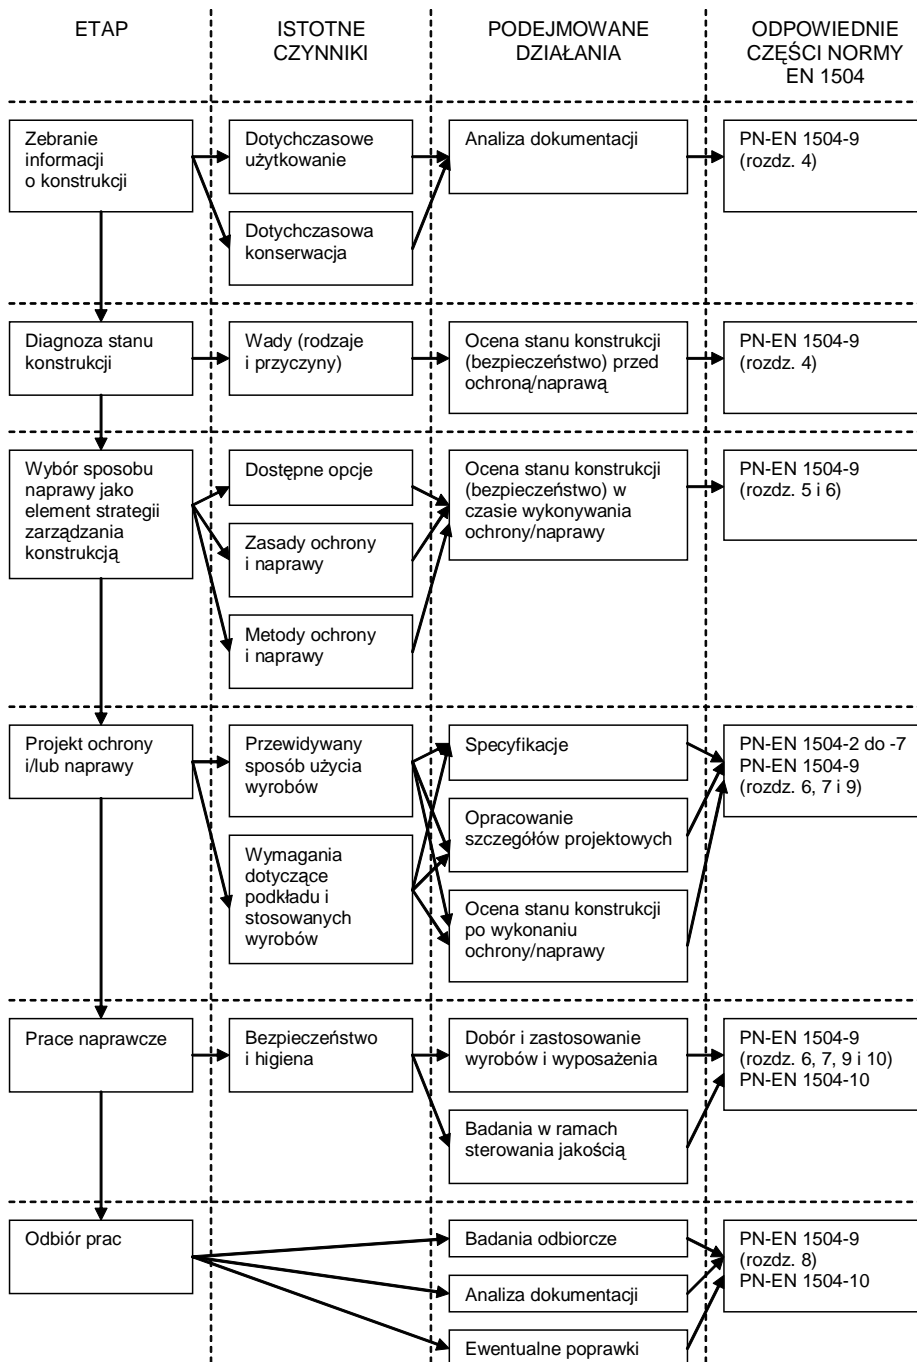 ETAP
ISTOTNE
CZYNNIKI
PODEJMOWANE
DZIAŁANIA
ODPOWIEDNIE
CZĘŚCI NORMY
EN 1504
Zebranie
informacji
o konstrukcji
Dotychczasowe
użytkowanie
Dotychczasowa
konserwacja
Analiza dokumentacji
PN-EN 1504-9
(rozdz. 4)
Diagnoza stanu
konstrukcji
Wady (rodzaje
i przyczyny)
Ocena stanu konstrukcji
(bezpieczeństwo) przed
ochroną/naprawą
PN-EN 1504-9
(rozdz. 4)
Wybór sposobu
naprawy jako
element strategii
zarządzania
konstrukcją
Dostępne opcje
Zasady ochrony
i naprawy
Metody ochrony
i naprawy
Ocena stanu konstrukcji
(bezpieczeństwo) w
czasie wykonywania
ochrony/naprawy
PN-EN 1504-9
(rozdz. 5 i 6)
Projekt ochrony
i/lub naprawy
Przewidywany
sposób użycia
wyrobów
Wymagania
dotyczące
podkładu i
stosowanych
wyrobów
Specyfikacje
Opracowanie
szczegółów projektowych
Ocena stanu konstrukcji
po wykonaniu
ochrony/naprawy
PN-EN 1504-2 do -7
PN-EN 1504-9
(rozdz. 6, 7 i 9)
Prace naprawcze
Bezpieczeństwo
i higiena
Dobór i zastosowanie
wyrobów i wyposażenia
Badania w ramach
sterowania jakością
PN-EN 1504-9
(rozdz. 6, 7, 9 i 10)
PN-EN 1504-10
Odbiór prac
Badania odbiorcze
Analiza dokumentacji
Ewentualne poprawki
PN-EN 1504-9
(rozdz. 8)
PN-EN 1504-10